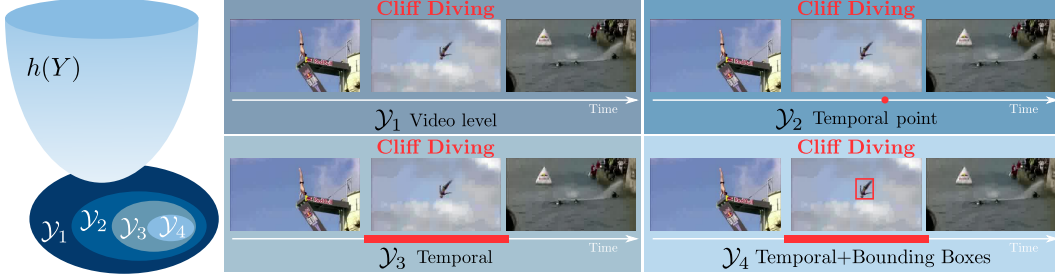 h(Y)
𝒴1
𝒴2
𝒴3
𝒴4
Cliff Diving
Time
𝒴1 Video level
Cliff Diving
Time
𝒴2 Temporal point
Cliff Diving
Time
𝒴3 Temporal
Cliff Diving
Time
𝒴4 Temporal+Bounding Boxes